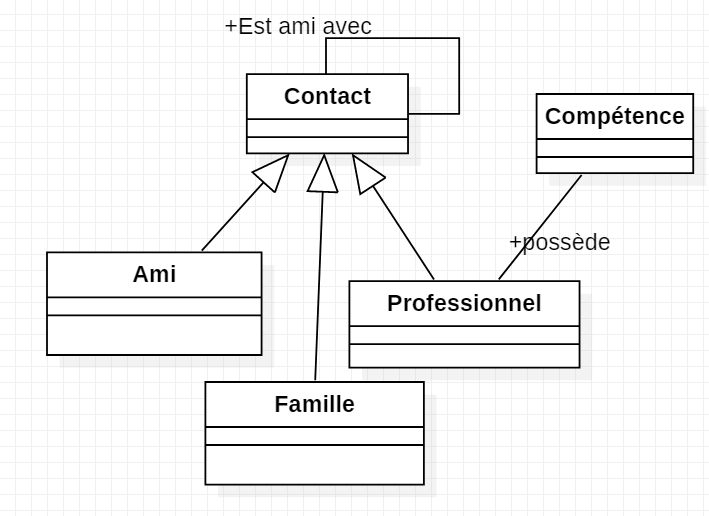 +Est ami avec
Contact
Compétence
+possède
Ami
Professionnel
Famille